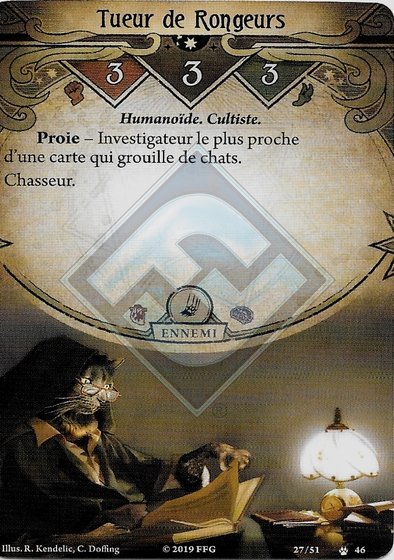 Tueur de Rongeurs
3 3 3
Humanoïde. Cultiste.
Proie – Investigateur le plus proche
d'une carte qui grouille de chats.
Chasseur.
ENNEMI
Illus. R. Kendelic, C. Doffing © 2019 FFG 27/51 46